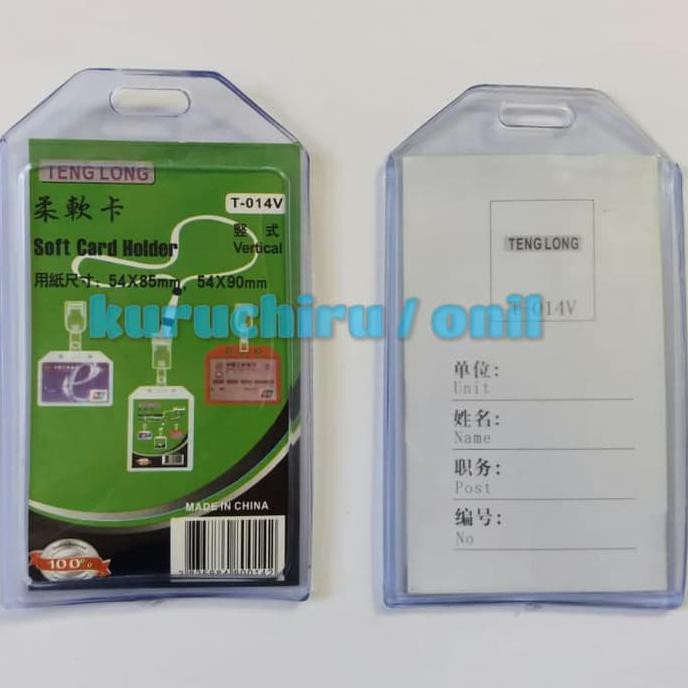 TENG LONG
柔軟卡
T-014V
Soft Card Holder
竖 式
Vertical
用紙尺寸：54X85mm，54X90mm
kuruchiru / onil
MADE IN CHINA
100%
TENG LONG
T-014V
单位:
Unit
姓名:
Name
职务:
Post
编号:
No